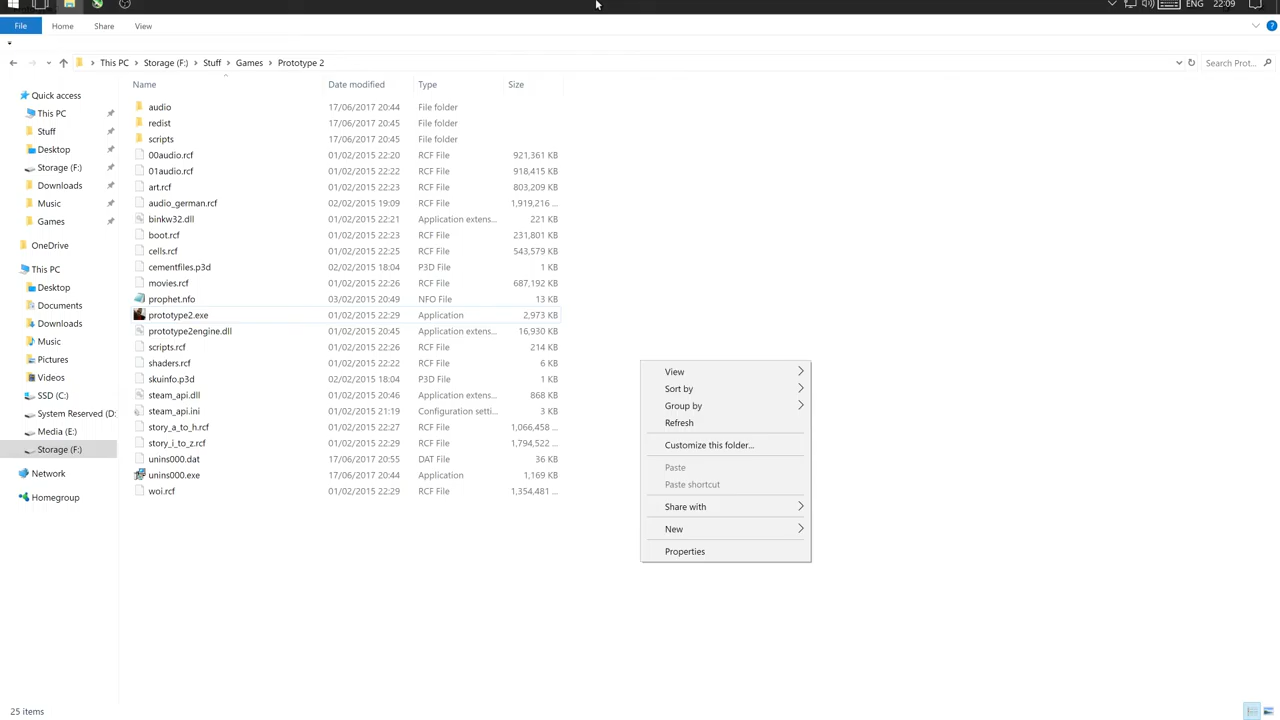 ENG 22:09
File Home Share View
This PC Storage (F:) Stuff Games Prototype 2 Search Prot...
Name Date modified Type Size
Quick access
This PC
Stuff
Desktop
Storage (F:)
Downloads
Music
Games
OneDrive
This PC
Desktop
Documents
Downloads
Music
Pictures
Videos
SSD (C:)
System Reserved (D:
Media (E:)
Storage (F:)
Network
Homegroup
audio 17/06/2017 20:44 File folder
redist 17/06/2017 20:45 File folder
scripts 17/06/2017 20:45 File folder
00audio.rcf 01/02/2015 22:20 RCF File 921,361 KB
01audio.rcf 01/02/2015 22:22 RCF File 918,415 KB
art.rcf 01/02/2015 22:23 RCF File 803,209 KB
audio_german.rcf 02/02/2015 19:09 RCF File 1,919,216 ...
binkw32.dll 01/02/2015 22:21 Application extens... 221 KB
boot.rcf 01/02/2015 22:23 RCF File 231,801 KB
cells.rcf 01/02/2015 22:25 RCF File 543,579 KB
cementfiles.p3d 02/02/2015 18:04 P3D File 1 KB
movies.rcf 01/02/2015 22:26 RCF File 687,192 KB
prophet.nfo 03/02/2015 20:49 NFO File 13 KB
prototype2.exe 01/02/2015 22:29 Application 2,973 KB
prototype2engine.dll 01/02/2015 20:45 Application extens... 16,930 KB
scripts.rcf 01/02/2015 22:26 RCF File 214 KB
shaders.rcf 01/02/2015 22:22 RCF File 6 KB
skuinfo.p3d 02/02/2015 18:04 P3D File 1 KB
steam_api.dll 01/02/2015 20:46 Application extens... 868 KB
steam_api.ini 01/02/2015 21:19 Configuration setti... 3 KB
story_a_to_h.rcf 01/02/2015 22:27 RCF File 1,066,458 ...
story_i_to_z.rcf 01/02/2015 22:29 RCF File 1,794,522 ...
unins000.dat 17/06/2017 20:55 DAT File 36 KB
unins000.exe 17/06/2017 20:44 Application 1,169 KB
woi.rcf 01/02/2015 22:29 RCF File 1,354,481 ...
View
Sort by
Group by
Refresh
Customize this folder...
Paste
Paste shortcut
Share with
New
Properties
25 items